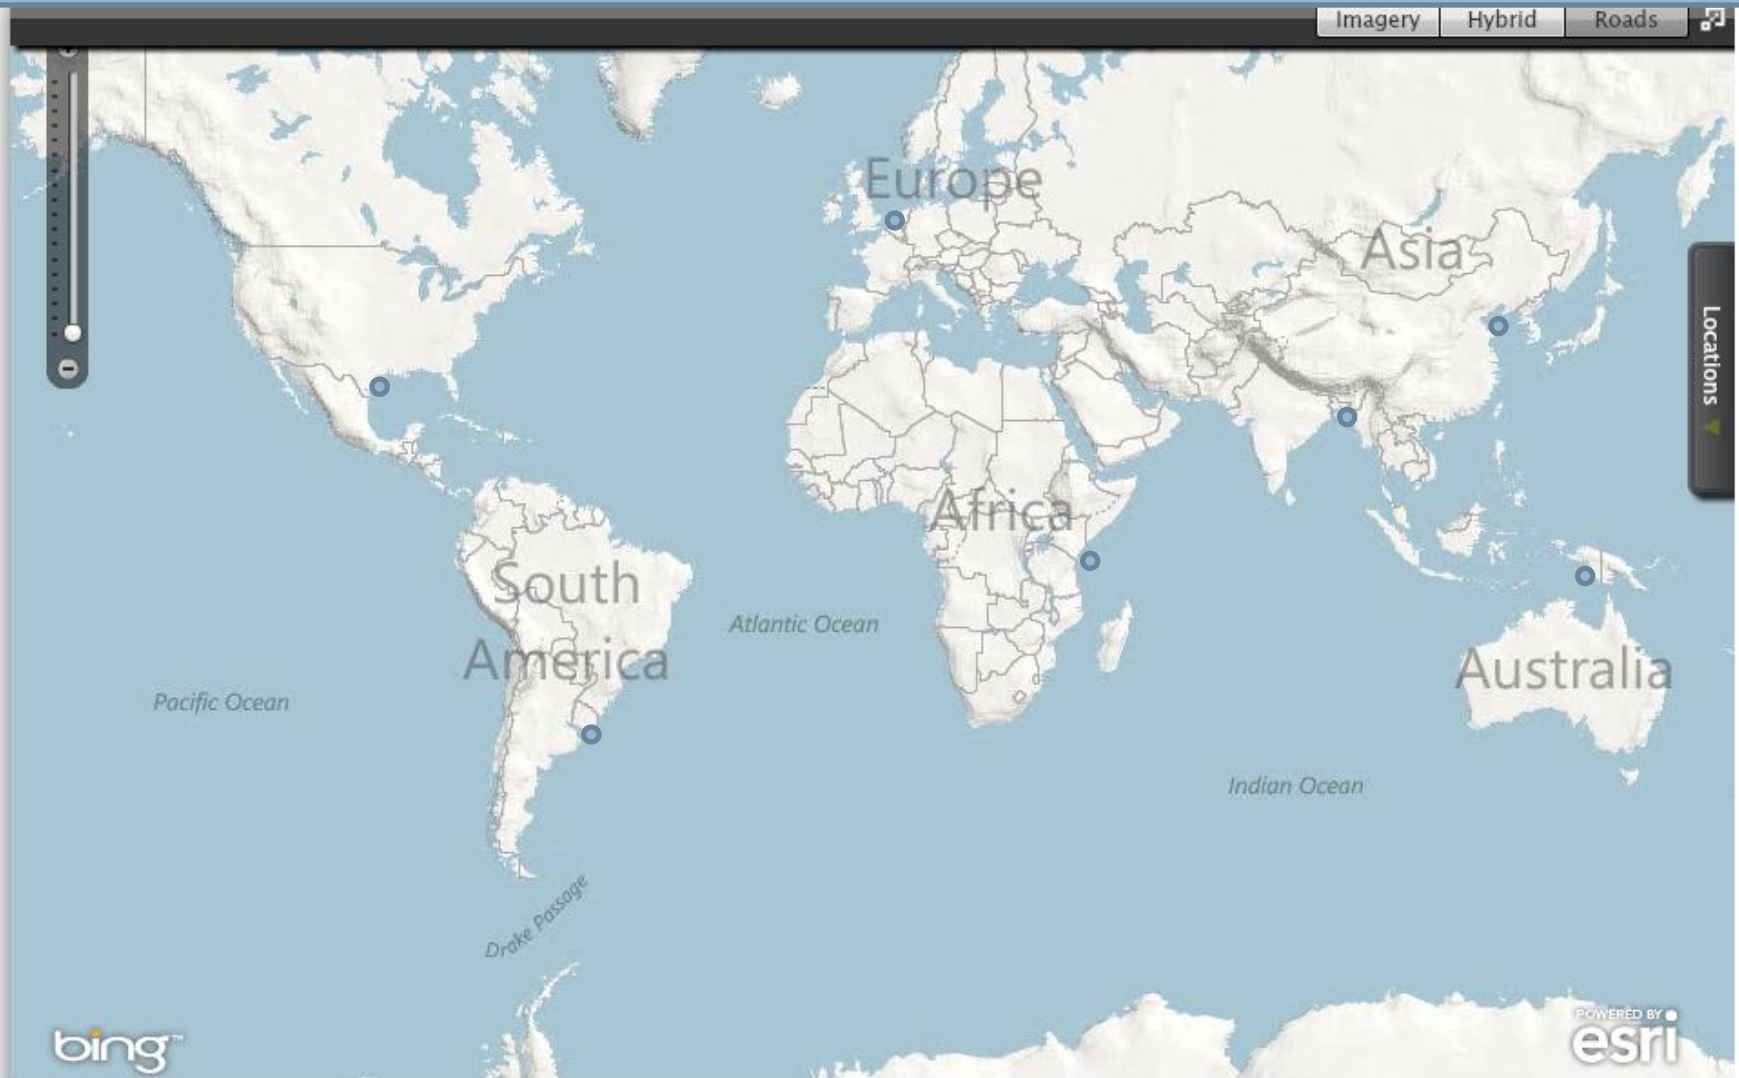 Imagery
Hybrid
Roads
Europe
Asia
Locations
Africa
South
America
Atlantic Ocean
Australia
Pacific Ocean
Indian Ocean
Drake Passage
bing™
POWERED BY
esri